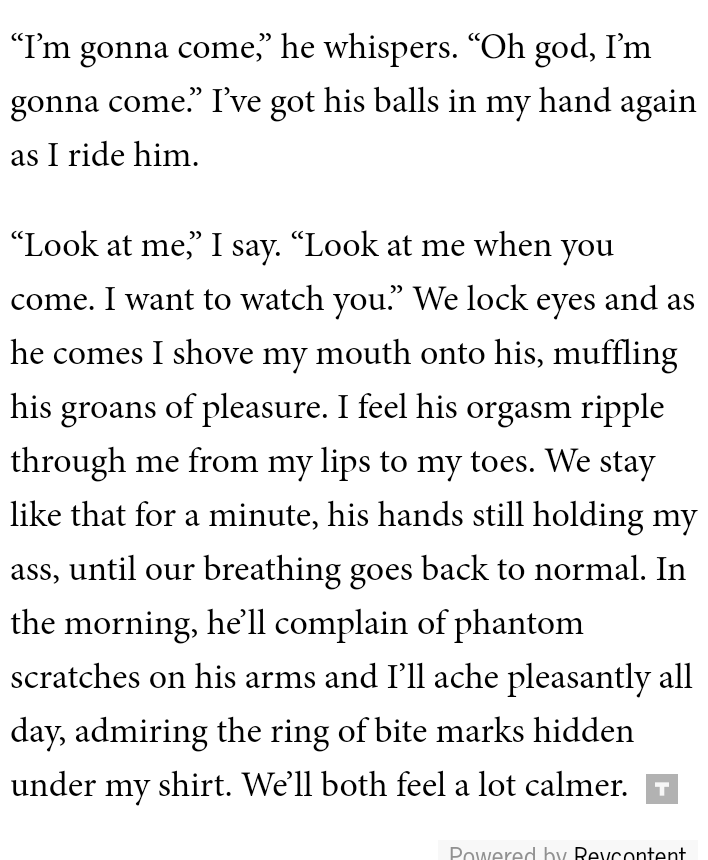 “I’m gonna come,” he whispers. “Oh god, I’m
gonna come.” I’ve got his balls in my hand again
as I ride him.
“Look at me,” I say. “Look at me when you
come. I want to watch you.” We lock eyes and as
he comes I shove my mouth onto his, muffling
his groans of pleasure. I feel his orgasm ripple
through me from my lips to my toes. We stay
like that for a minute, his hands still holding my
ass, until our breathing goes back to normal. In
the morning, he’ll complain of phantom
scratches on his arms and I’ll ache pleasantly all
day, admiring the ring of bite marks hidden
under my shirt. We’ll both feel a lot calmer. T
Powered by Revcontent